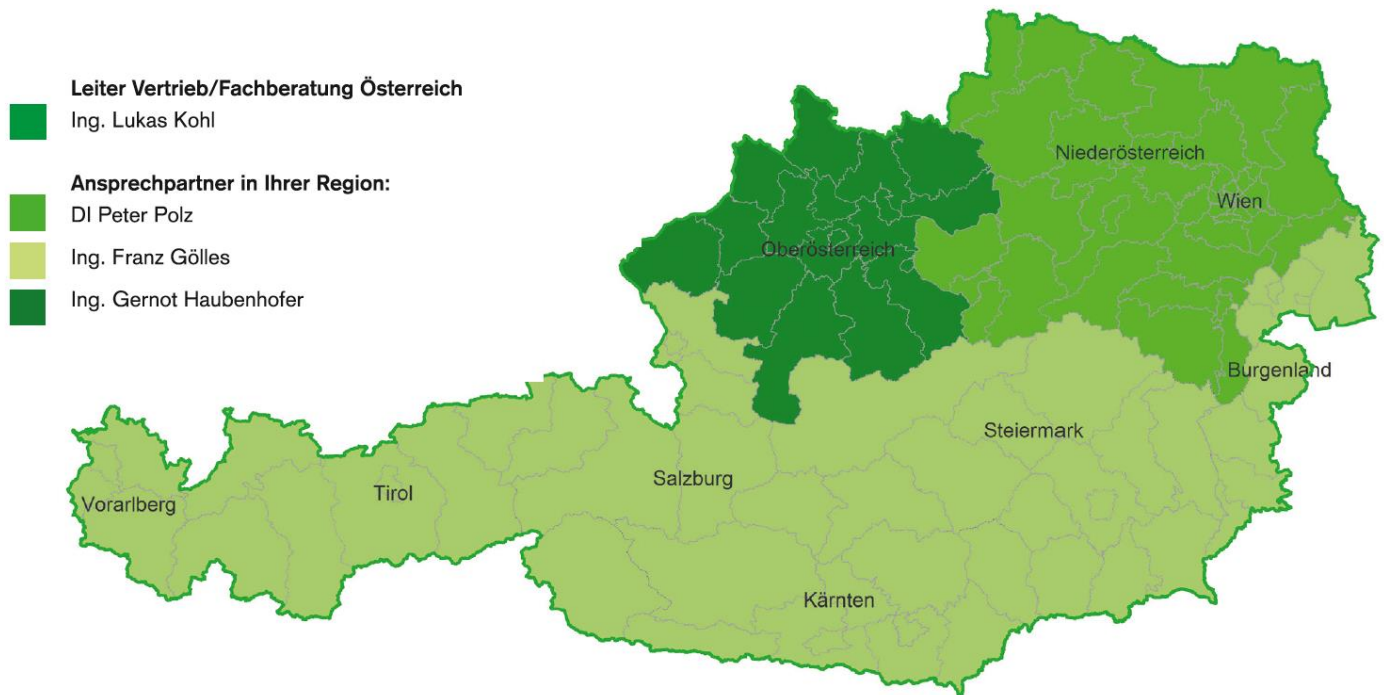 Leiter Vertrieb/Fachberatung Österreich
Ing. Lukas Kohl
Ansprechpartner in Ihrer Region:
DI Peter Polz
Ing. Franz Gölles
Ing. Gernot Haubenhofer
Niederösterreich
Wien
Oberösterreich
Burgenland
Steiermark
Salzburg
Tirol
Vorarlberg
Kärnten